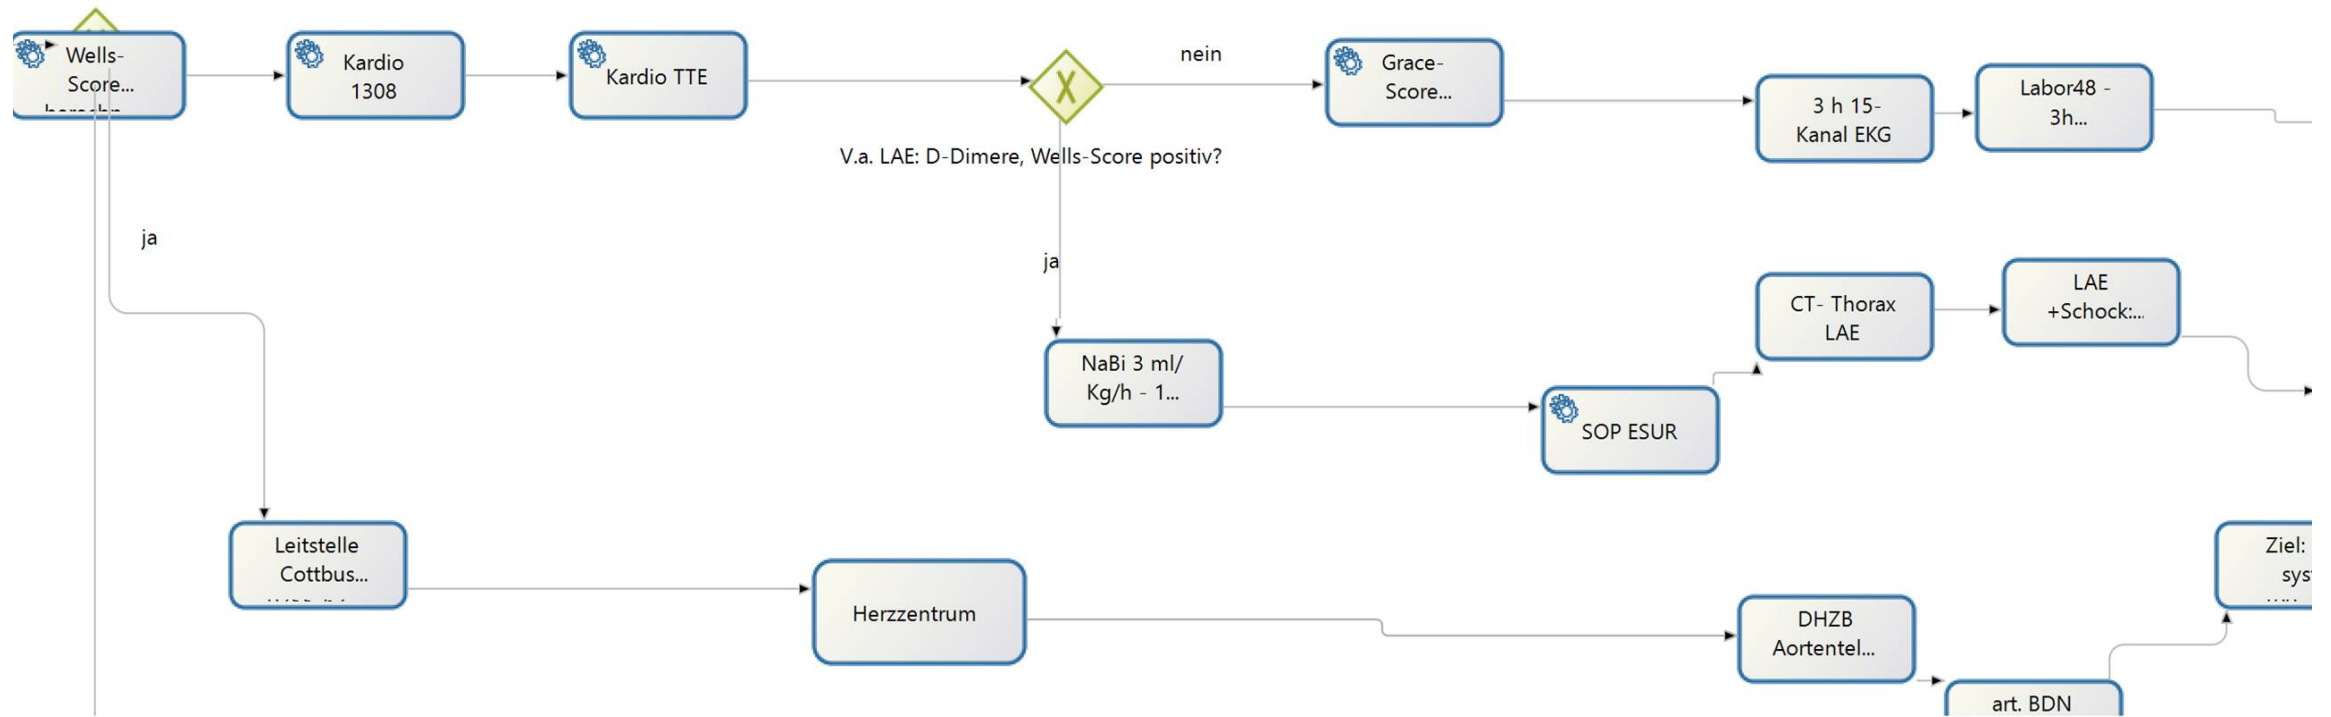 Wells-
Score...
Kardio
1308
Kardio TTE
nein
Grace-
Score...
3 h 15-
Kanal EKG
Labor48 -
3h...
V.a. LAE: D-Dimere, Wells-Score positiv?
ja
ja
NaBi 3 ml/
Kg/h - 1...
SOP ESUR
CT- Thorax
LAE
LAE
+Schock:...
Leitstelle
Cottbus...
Herzzentrum
DHZB
Aortentel...
art. BDN
Ziel:
sys